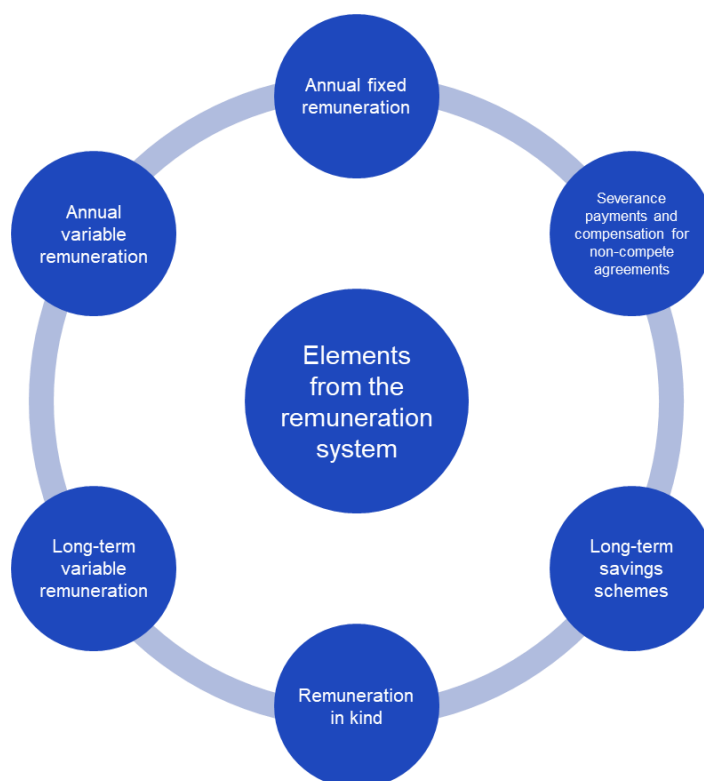 Annual fixed
remuneration
Annual
variable
remuneration
Severance
payments and
compensation for
non-compete
agreements
Elements
from the
remuneration
system
Long-term
variable
remuneration
Long-term
savings
schemes
Remuneration
in kind